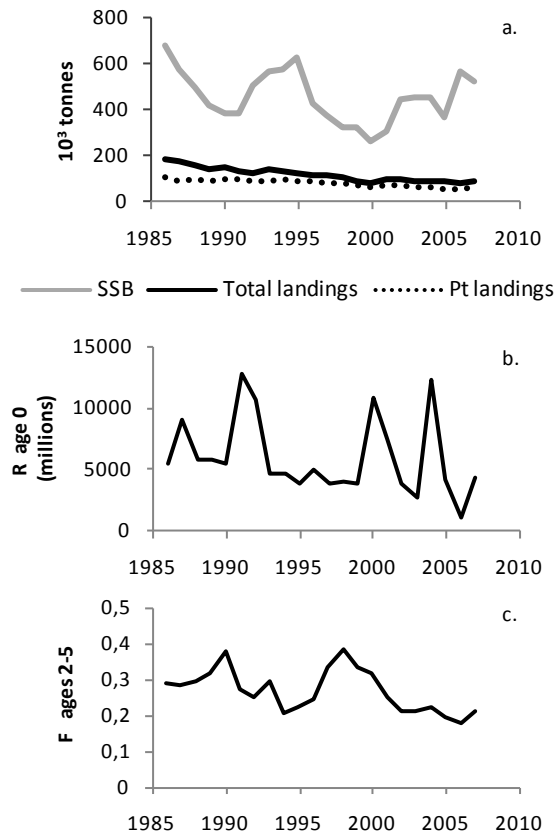 a.
10³ tonnes
800
600
400
200
0
1985 1990 1995 2000 2005 2010
SSB Total landings Pt landings
b.
R age 0
(millions)
15000
10000
5000
0
1985 1990 1995 2000 2005 2010
c.
F ages 2-5
0,5
0,4
0,3
0,2
0,1
0
1985 1990 1995 2000 2005 2010